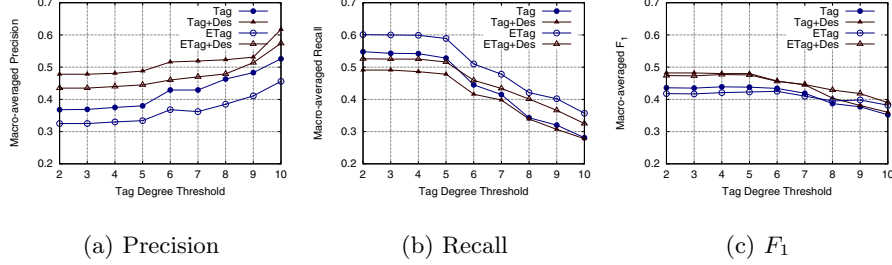 Macro-averaged Precision
0.7
0.6
0.5
0.4
0.3
0.2
2 3 4 5 6 7 8 9 10
Tag Degree Threshold
Tag
Tag+Des
ETag
ETag+Des
(a) Precision
Macro-averaged Recall
0.7
0.6
0.5
0.4
0.3
0.2
2 3 4 5 6 7 8 9 10
Tag Degree Threshold
Tag
Tag+Des
ETag
ETag+Des
(b) Recall
Macro-averaged F1
0.7
0.6
0.5
0.4
0.3
0.2
2 3 4 5 6 7 8 9 10
Tag Degree Threshold
Tag
Tag+Des
ETag
ETag+Des
(c) F1